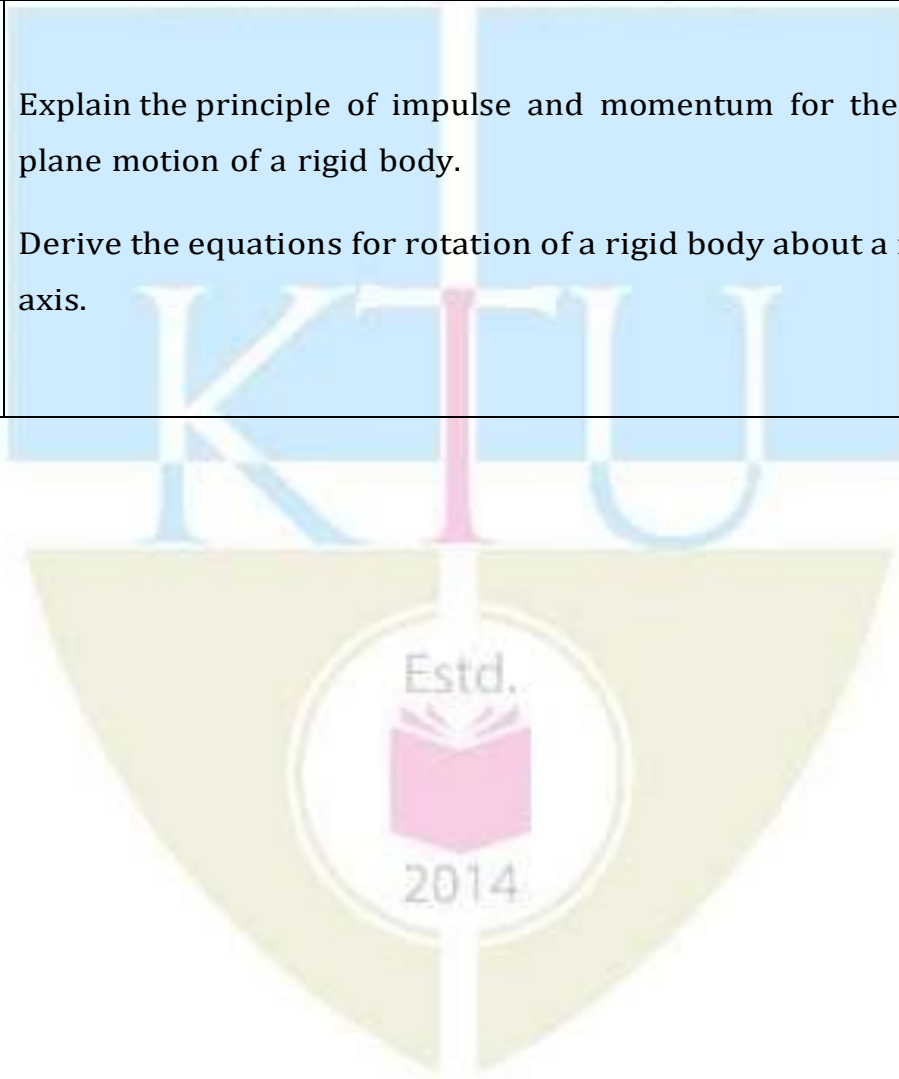 Explain the principle of impulse and momentum for the
plane motion of a rigid body.
Derive the equations for rotation of a rigid body about a
axis.
KTU
Estd.
2014